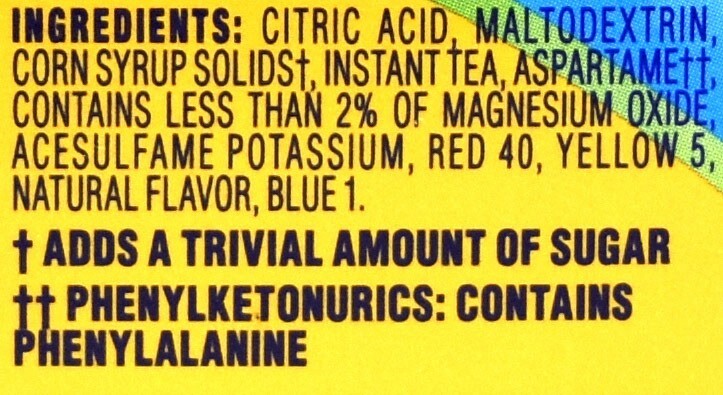 INGREDIENTS: CITRIC ACID, MALTODEXTRIN,
CORN SYRUP SOLIDS†, INSTANT TEA, ASPARTAME††,
CONTAINS LESS THAN 2% OF MAGNESIUM OXIDE,
ACESULFAME POTASSIUM, RED 40, YELLOW 5,
NATURAL FLAVOR, BLUE 1.
† ADDS A TRIVIAL AMOUNT OF SUGAR
†† PHENYLKETONURICS: CONTAINS
PHENYLALANINE